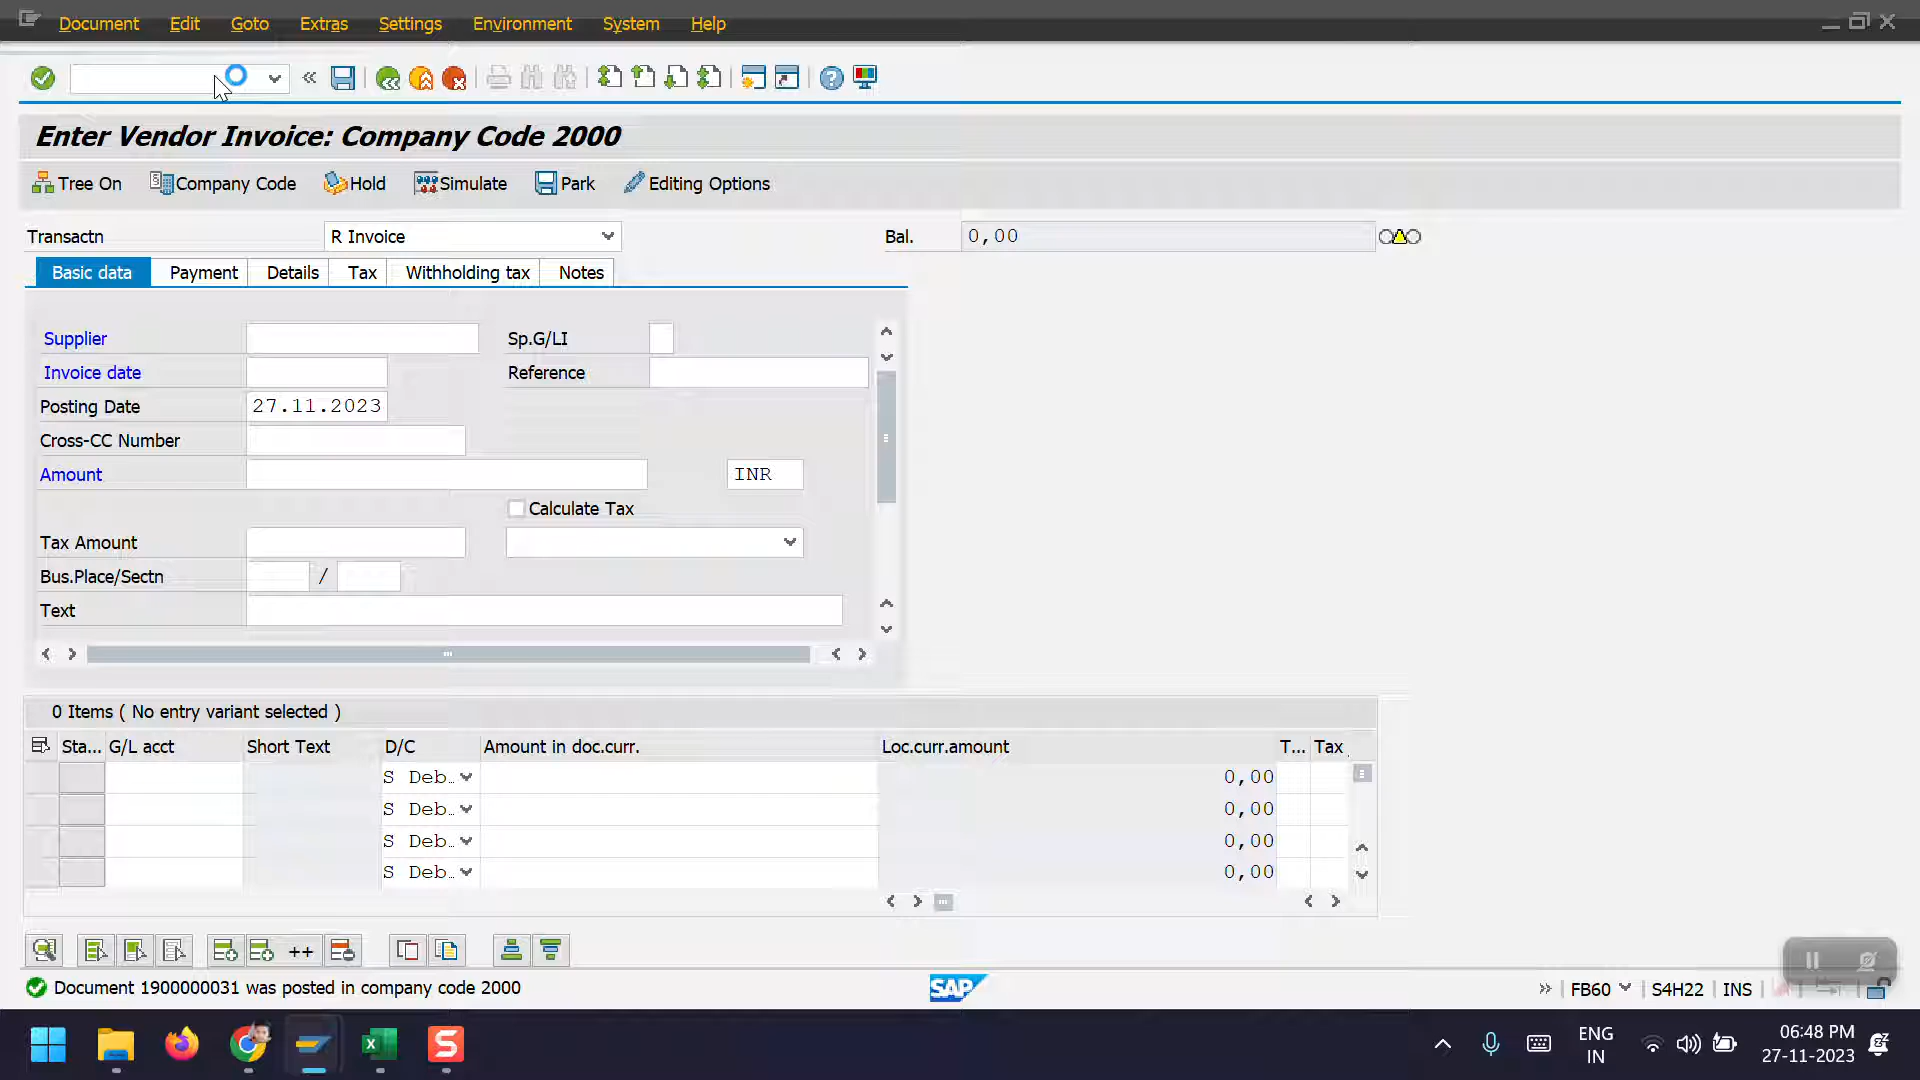 Document Edit Goto Extras Settings Environment System Help
Enter Vendor Invoice: Company Code 2000
Tree On Company Code Hold Simulate Park Editing Options
Transactn R Invoice Bal. 0,00
Basic data Payment Details Tax Withholding tax Notes
Supplier Sp.G/LI
Invoice date Reference
Posting Date 27.11.2023
Cross-CC Number
Amount INR
Calculate Tax
Tax Amount
Bus.Place/Sectn /
Text
0 Items ( No entry variant selected )
Sta... G/L acct Short Text D/C Amount in doc.curr. Loc.curr.amount T... Tax
S Deb… 0,00
S Deb… 0,00
S Deb… 0,00
S Deb… 0,00
++
Document 1900000031 was posted in company code 2000 SAP FB60 S4H22 INS
ENG 06:48 PM
IN 27-11-2023